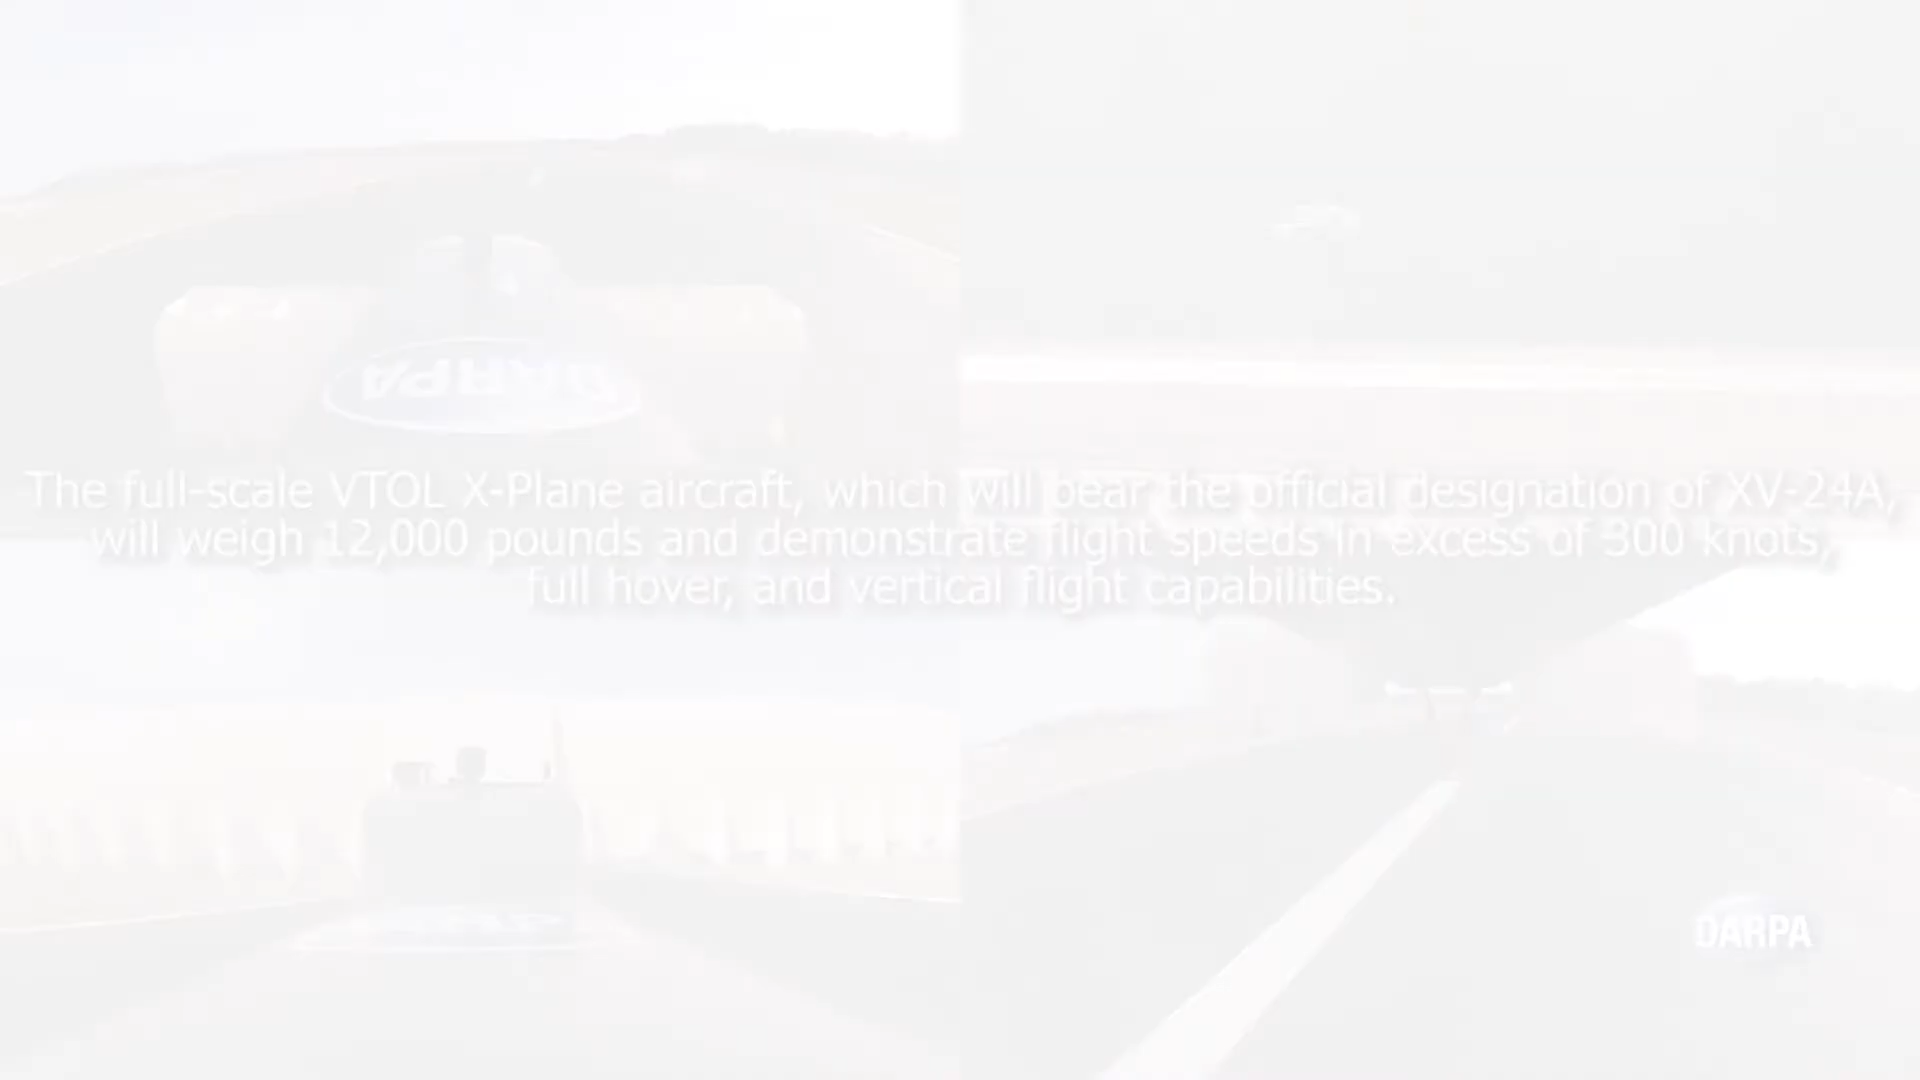 DARPA
The full-scale VTOL X-Plane aircraft, which will bear the official designation of XV-24A,
will weigh 12,000 pounds and demonstrate flight speeds in excess of 300 knots,
full hover, and vertical flight capabilities.
DARPA